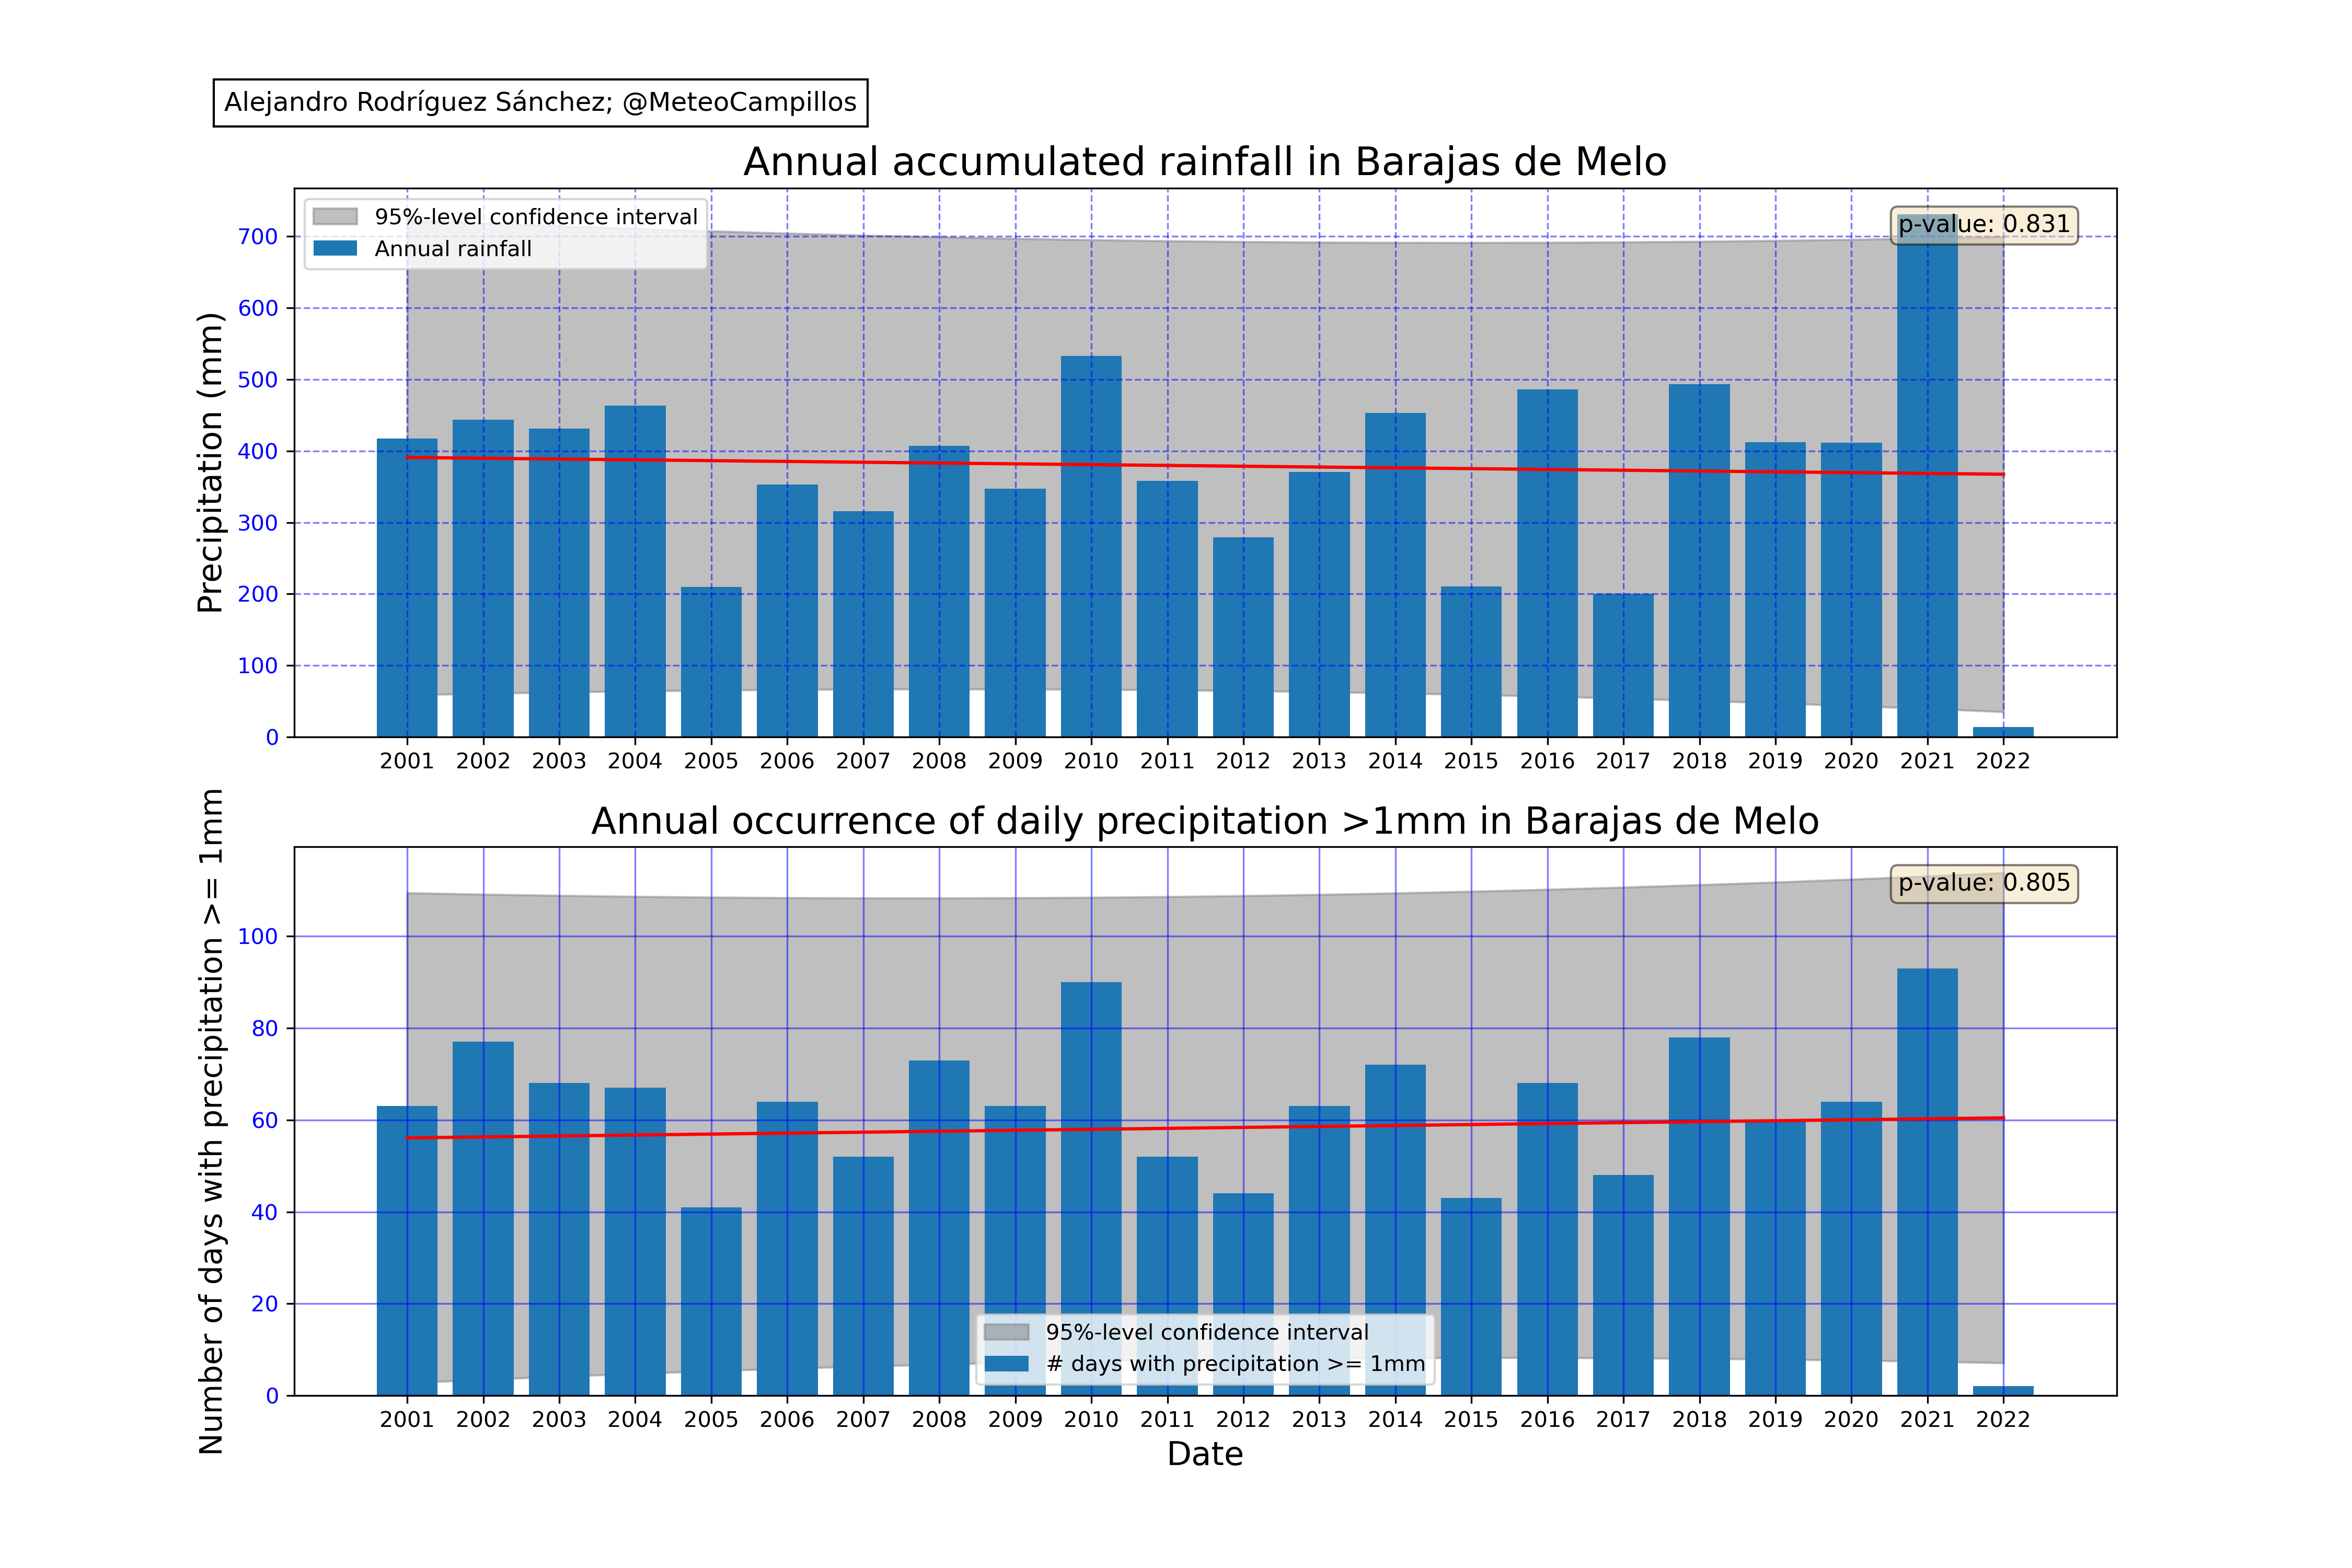 Alejandro Rodríguez Sánchez; @MeteoCampillos
Annual accumulated rainfall in Barajas de Melo
95%-level confidence interval
Annual rainfall
p-value: 0.831
Precipitation (mm)
700
600
500
400
300
200
100
0
2001 2002 2003 2004 2005 2006 2007 2008 2009 2010 2011 2012 2013 2014 2015 2016 2017 2018 2019 2020 2021 2022
Annual occurrence of daily precipitation >1mm in Barajas de Melo
p-value: 0.805
Number of days with precipitation >= 1mm
100
80
60
40
20
0
95%-level confidence interval
# days with precipitation >= 1mm
2001 2002 2003 2004 2005 2006 2007 2008 2009 2010 2011 2012 2013 2014 2015 2016 2017 2018 2019 2020 2021 2022
Date